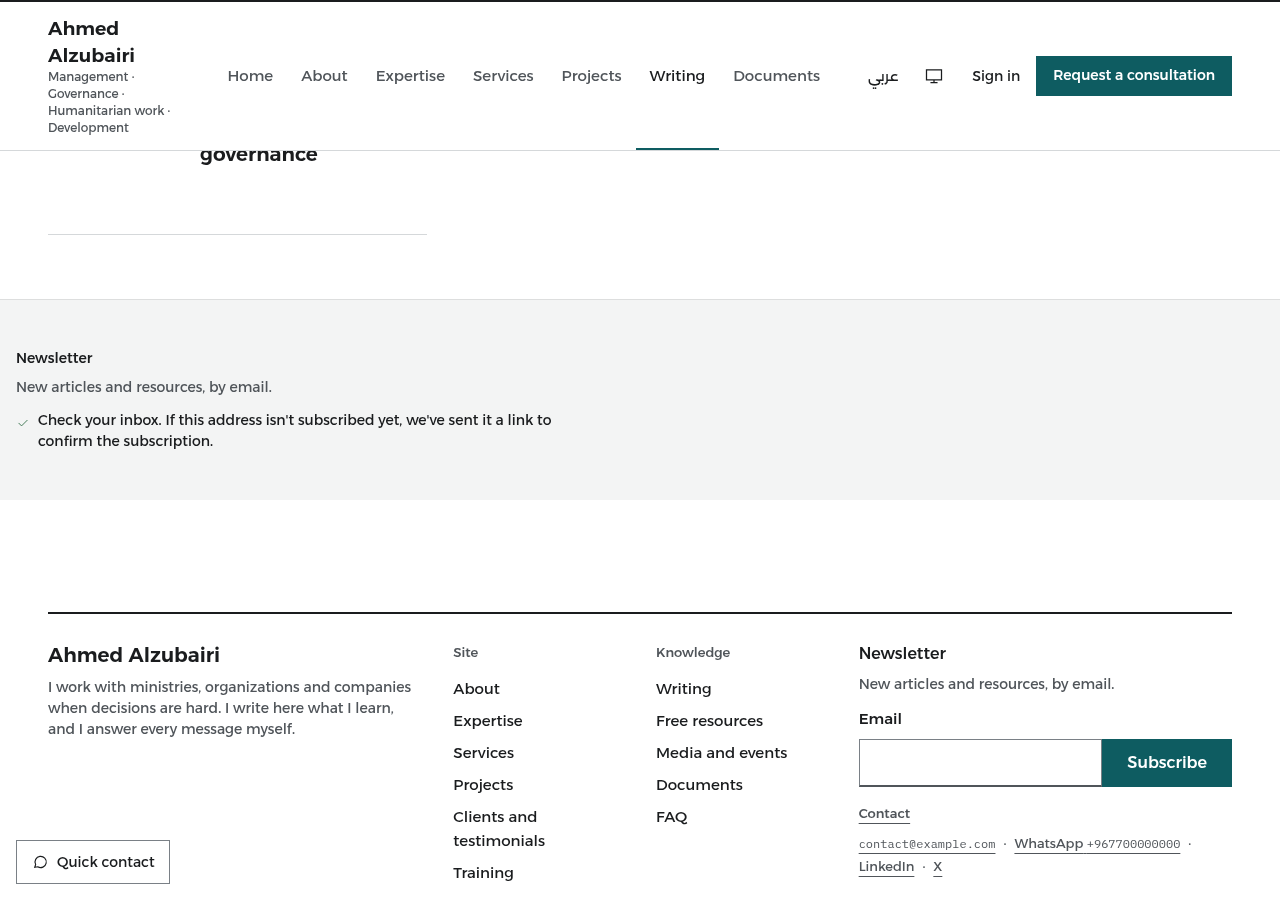 Ahmed
Alzubairi
Management ·
Governance ·
Humanitarian work ·
Development
Home About Expertise Services Projects Writing Documents عربي Sign in Request a consultation
governance
Newsletter
New articles and resources, by email.
Check your inbox. If this address isn't subscribed yet, we've sent it a link to
confirm the subscription.
Ahmed Alzubairi
I work with ministries, organizations and companies
when decisions are hard. I write here what I learn,
and I answer every message myself.
Site
About
Expertise
Services
Projects
Clients and
testimonials
Training
Knowledge
Writing
Free resources
Media and events
Documents
FAQ
Newsletter
New articles and resources, by email.
Email
Subscribe
Contact
contact@example.com · WhatsApp +967700000000 ·
LinkedIn · X
Quick contact